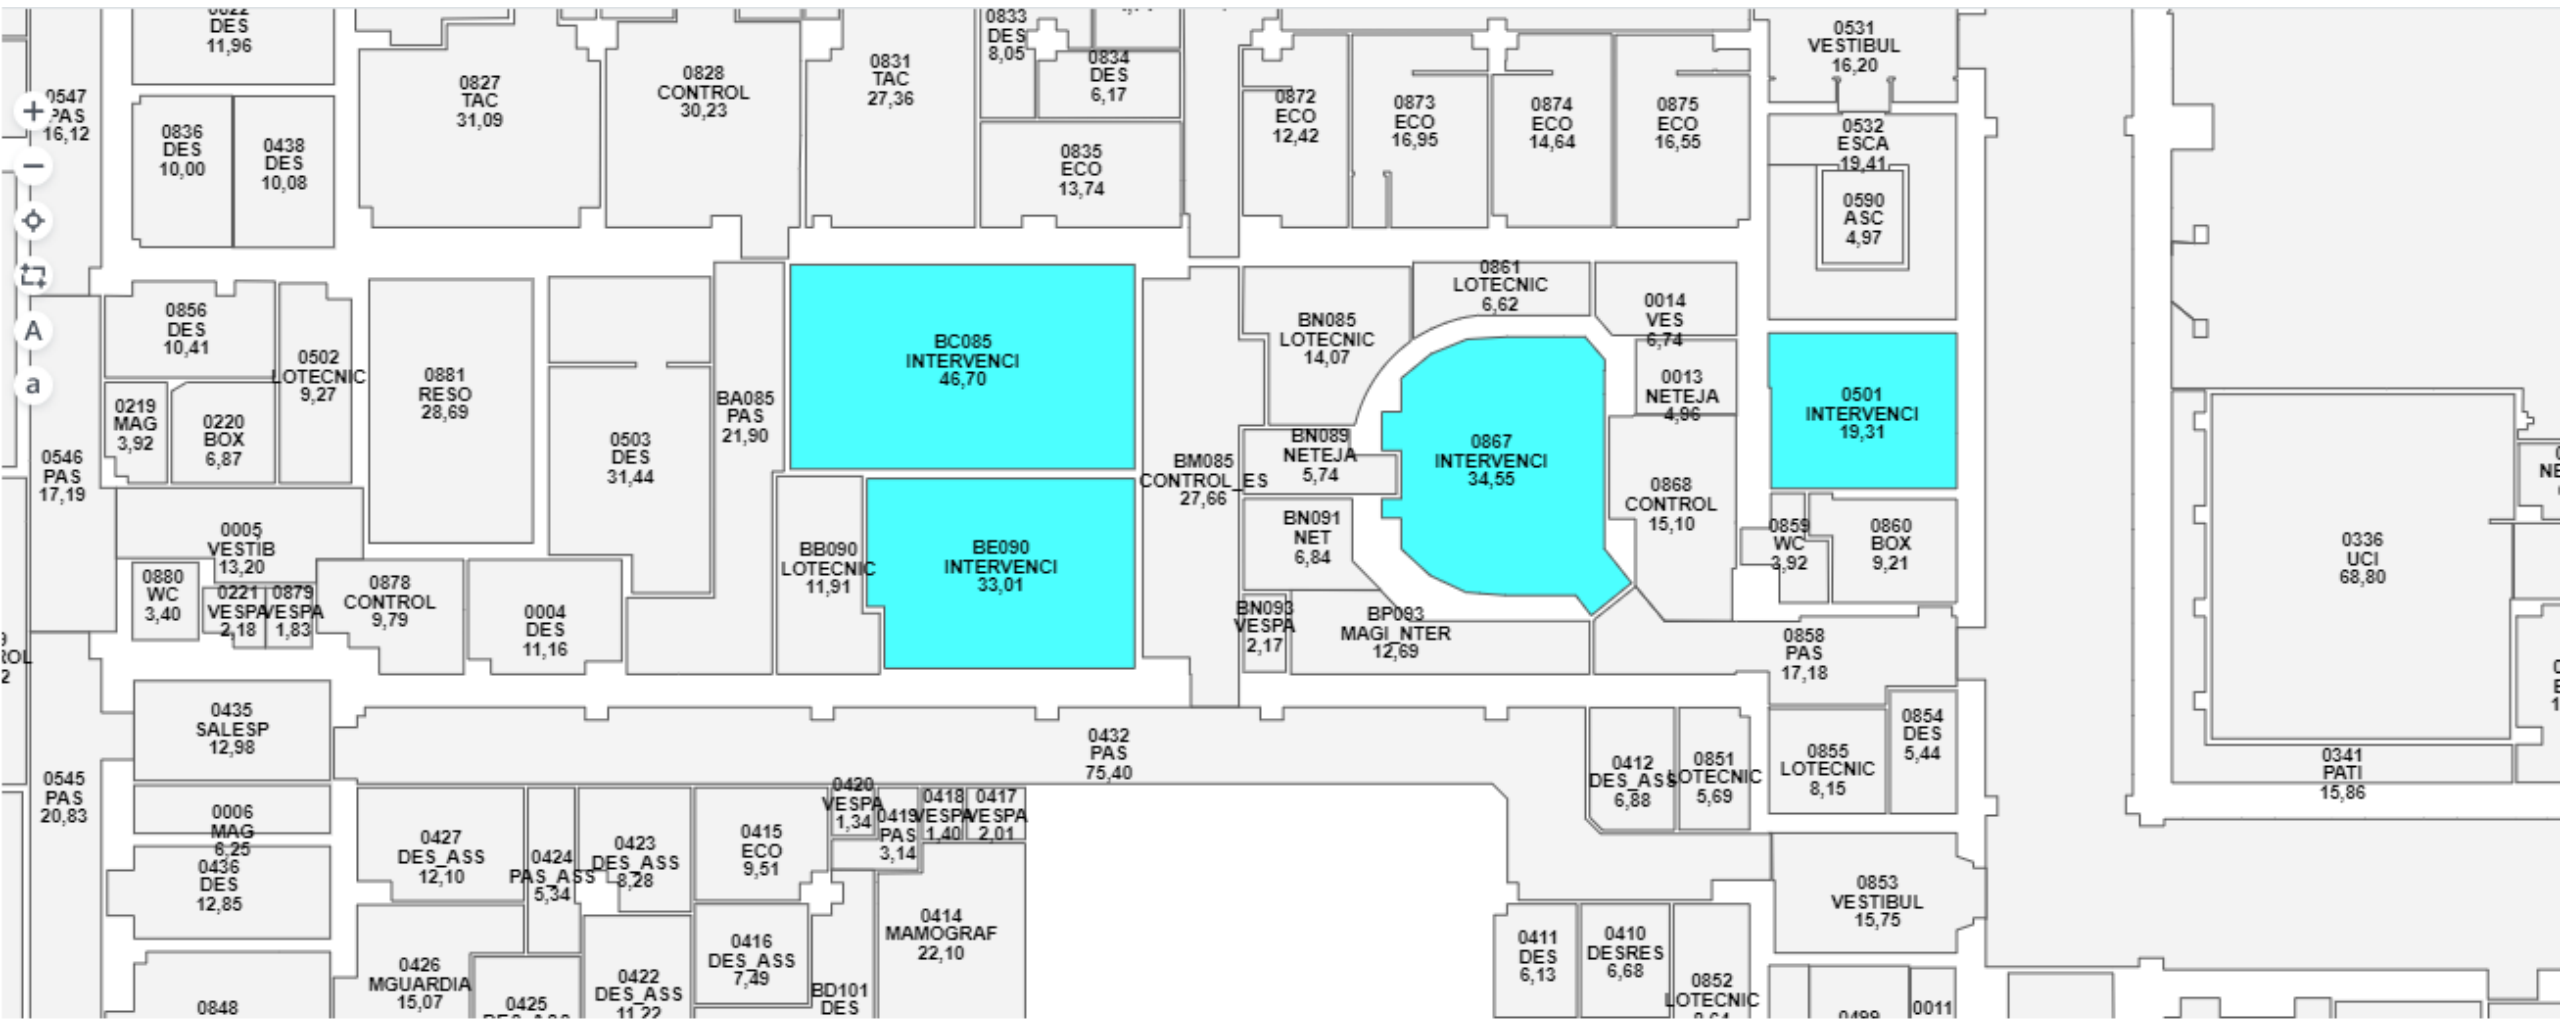 DES
11,96
0547
PAS
16,12
0836
DES
10,00
0438
DES
10,08
0827
TAC
31,09
0828
CONTROL
30,23
0831
TAC
27,36
0833
DES
8,05
0834
DES
6,17
0835
ECO
13,74
0872
ECO
12,42
0873
ECO
16,95
0874
ECO
14,64
0875
ECO
16,55
0531
VESTIBUL
16,20
0532
ESCA
19,41
0590
ASC
4,97
+
−
A
a
0856
DES
10,41
0502
LOTECNIC
9,27
0219
MAG
3,92
0220
BOX
6,87
0881
RESO
28,69
0503
DES
31,44
BA085
PAS
21,90
BC085
INTERVENCI
46,70
BM085
CONTROL_ES
27,66
BN085
LOTECNIC
14,07
0861
LOTECNIC
6,62
0014
VES
6,74
0013
NETEJA
4,96
0501
INTERVENCI
19,31
0867
INTERVENCI
34,55
0868
CONTROL
15,10
BN089
NETEJA
5,74
BN091
NET
6,84
0546
PAS
17,19
0005
VESTIB
13,20
0880
WC
3,40
0221
VESPA
2,18
0879
VESPA
1,83
0878
CONTROL
9,79
0004
DES
11,16
BB090
LOTECNIC
11,91
BE090
INTERVENCI
33,01
BN093
VESPA
2,17
BP093
MAGI_NTER
12,69
0859
WC
3,92
0860
BOX
9,21
0858
PAS
17,18
0336
UCI
68,80
0341
PATI
15,86
0435
SALESP
12,98
0432
PAS
75,40
0412
DES_ASS
6,88
0851
LOTECNIC
5,69
0855
LOTECNIC
8,15
0854
DES
5,44
0545
PAS
20,83
0006
MAG
6,25
0436
DES
12,85
0427
DES_ASS
12,10
0424
PAS_ASS
5,34
0423
DES_ASS
8,28
0415
ECO
9,51
0420
VESPA
1,34
0419
PAS
3,14
0418
VESPA
1,40
0417
VESPA
2,01
0414
MAMOGRAF
22,10
0416
DES_ASS
7,49
BD101
DES
0426
MGUARDIA
15,07
0425
0422
DES_ASS
11,22
0848
0411
DES
6,13
0410
DESRES
6,68
0852
LOTECNIC
0853
VESTIBUL
15,75
0011